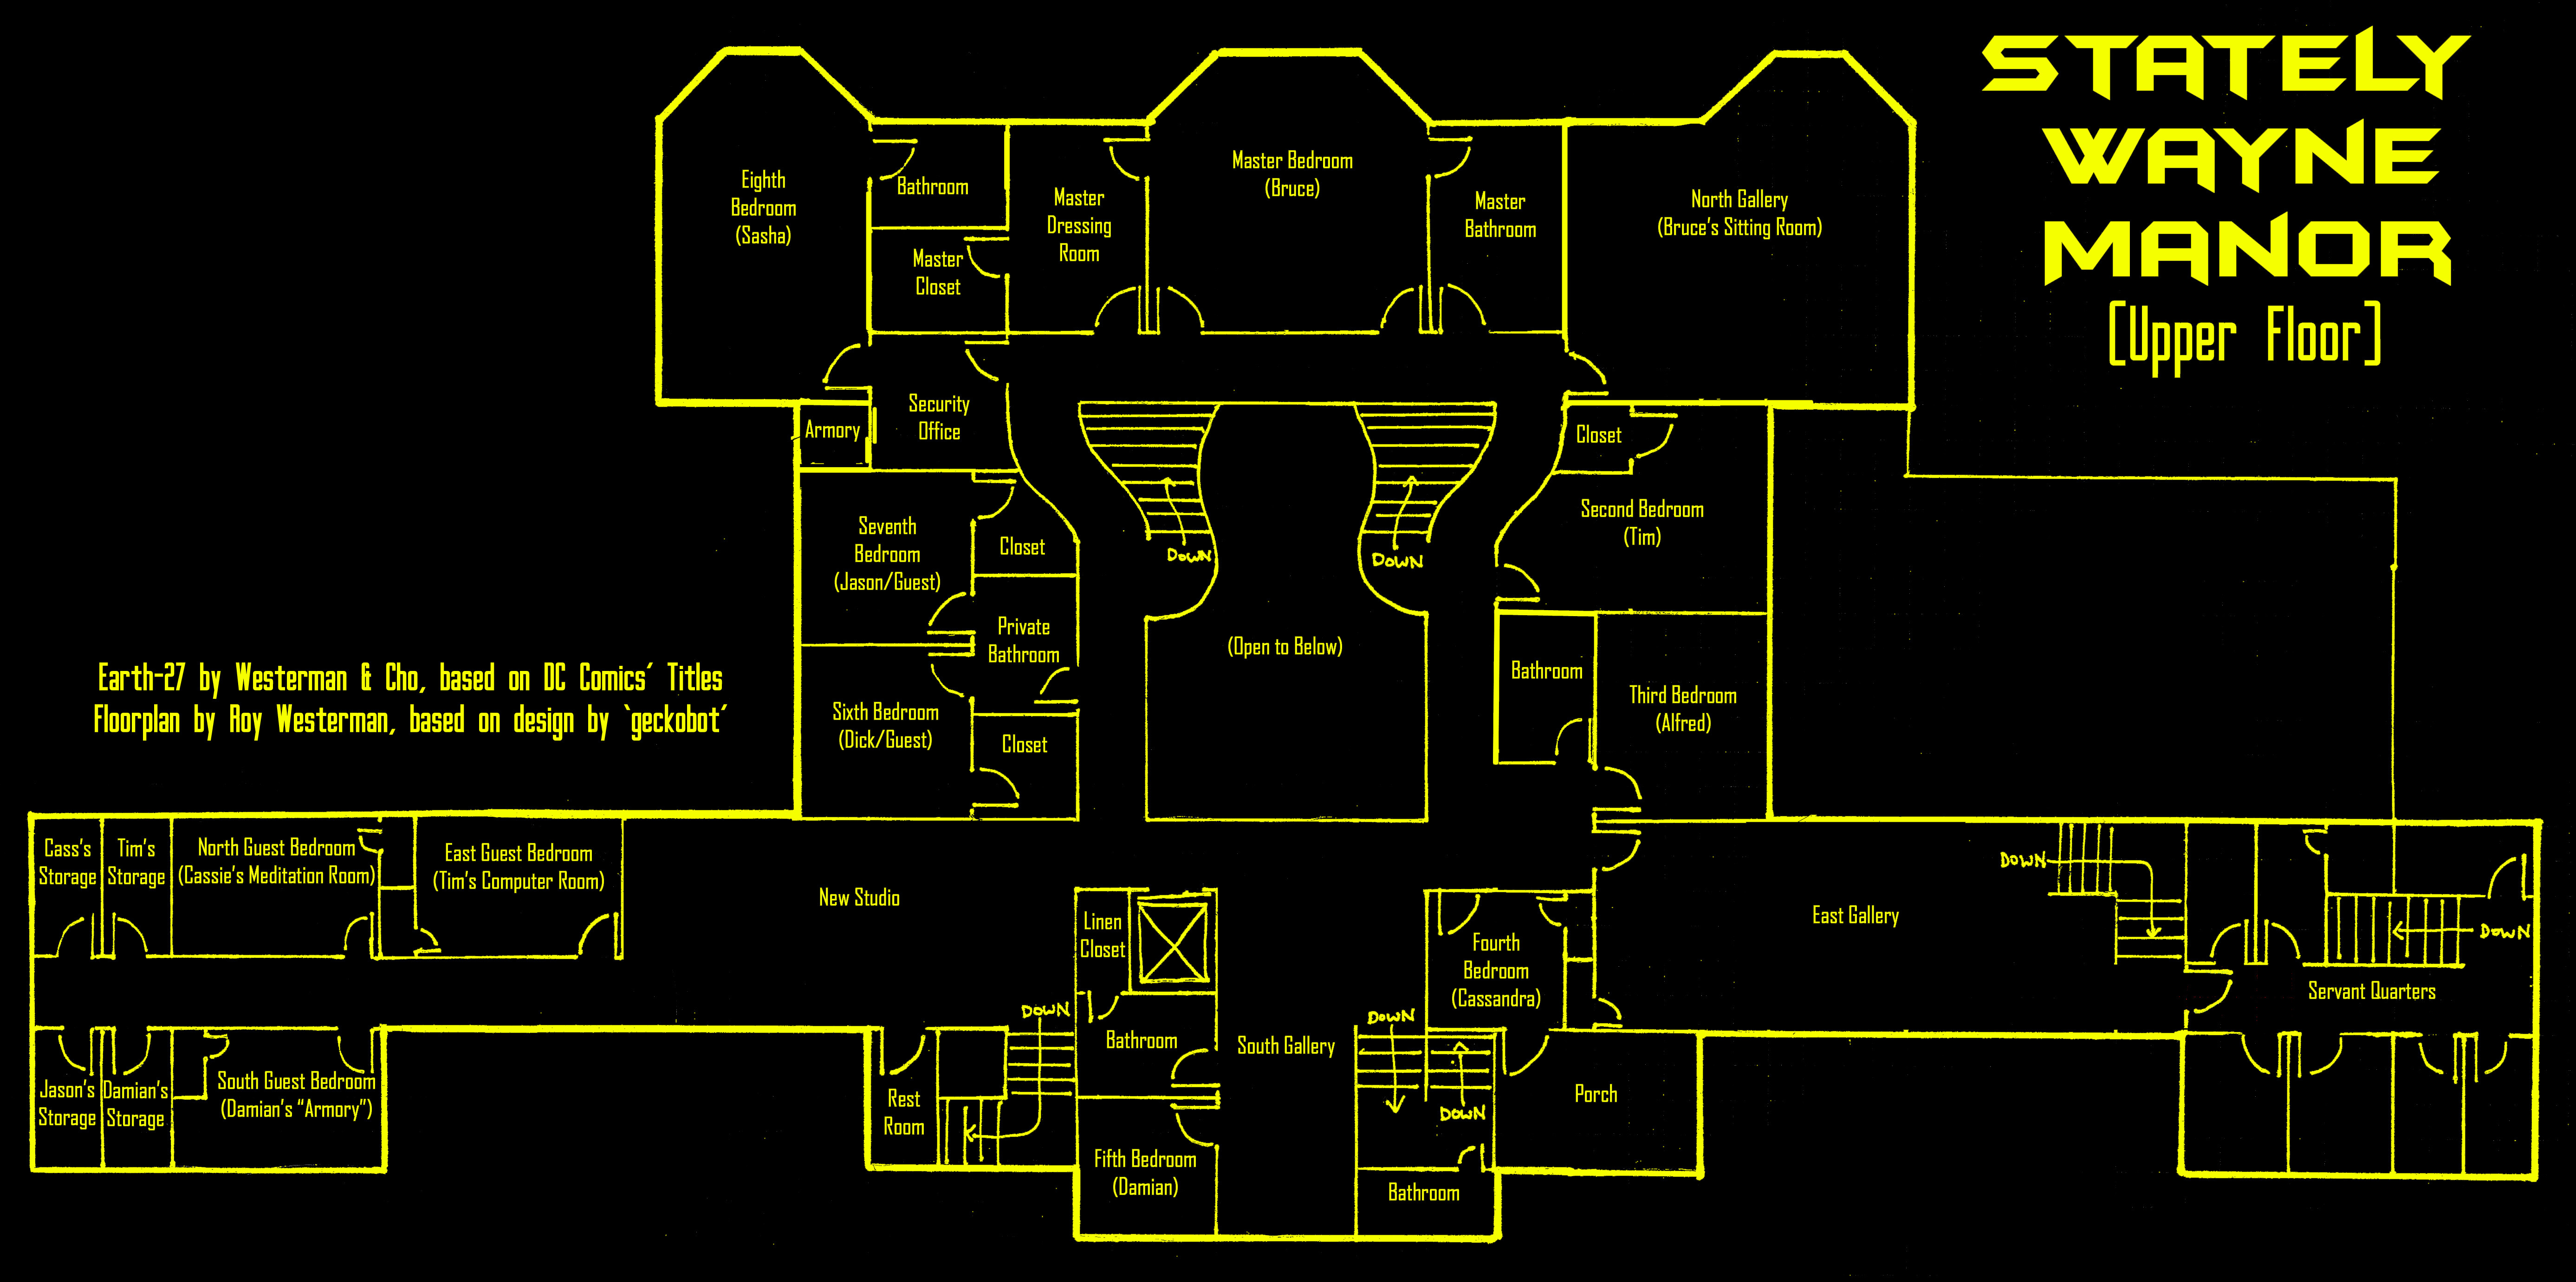 STATELY
WAYNE
MANOR
[Upper Floor]
Eighth
Bedroom
(Sasha)
Bathroom
Master
Closet
Master
Dressing
Room
Master Bedroom
(Bruce)
Master
Bathroom
North Gallery
(Bruce's Sitting Room)
Armory
Security
Office
Closet
Seventh
Bedroom
(Jason/Guest)
Closet
DOWN
DOWN
Second Bedroom
(Tim)
Private
Bathroom
(Open to Below)
Bathroom
Third Bedroom
(Alfred)
Sixth Bedroom
(Dick/Guest)
Closet
Earth-27 by Westerman & Cho, based on DC Comics' Titles
Floorplan by Roy Westerman, based on design by `geckobot'
Cass's
Storage
Tim's
Storage
North Guest Bedroom
(Cassie's Meditation Room)
East Guest Bedroom
(Tim's Computer Room)
New Studio
Linen
Closet
Fourth
Bedroom
(Cassandra)
East Gallery
DOWN
DOWN
Servant Quarters
DOWN
Bathroom
South Gallery
DOWN
DOWN
Porch
Jason's
Storage
Damian's
Storage
South Guest Bedroom
(Damian's "Armory")
Rest
Room
Fifth Bedroom
(Damian)
Bathroom